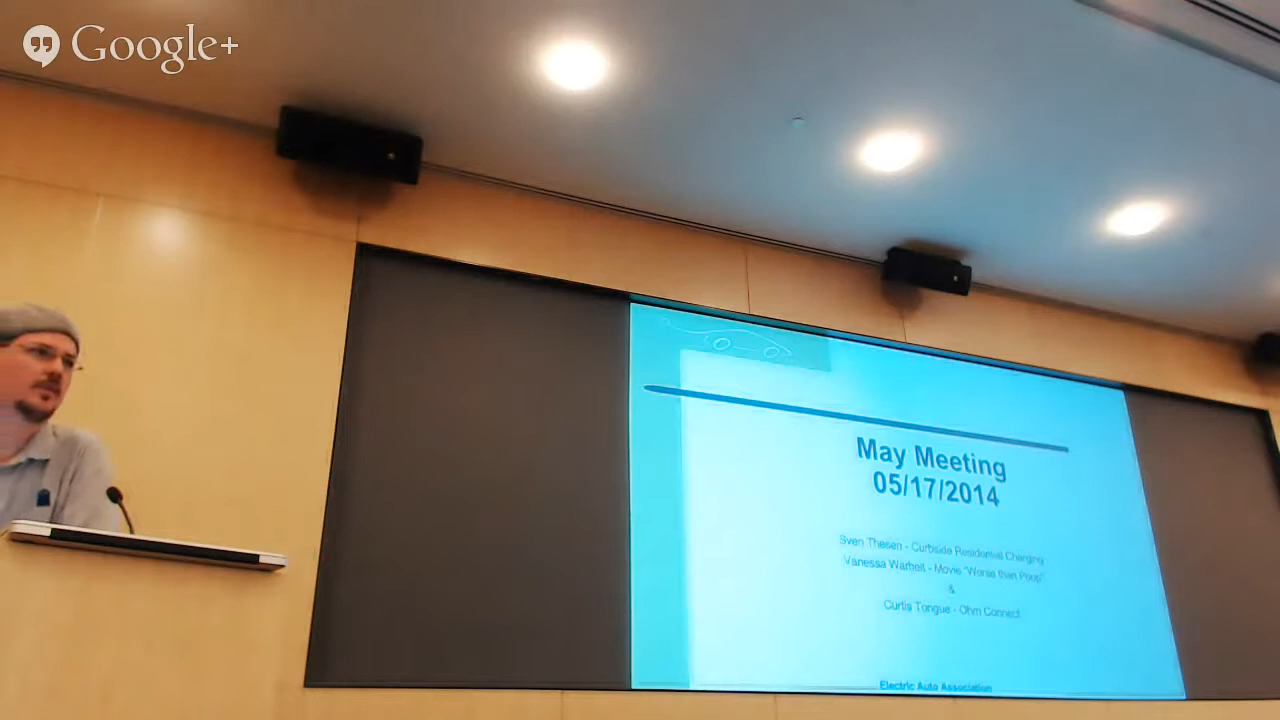 Google+
May Meeting
05/17/2014
Sven Thesen - Curbside Residential Charging
Vanessa Warheit - Movie "Worse than Poop"
&
Curtis Tongue - Ohm Connect
Electric Auto Association